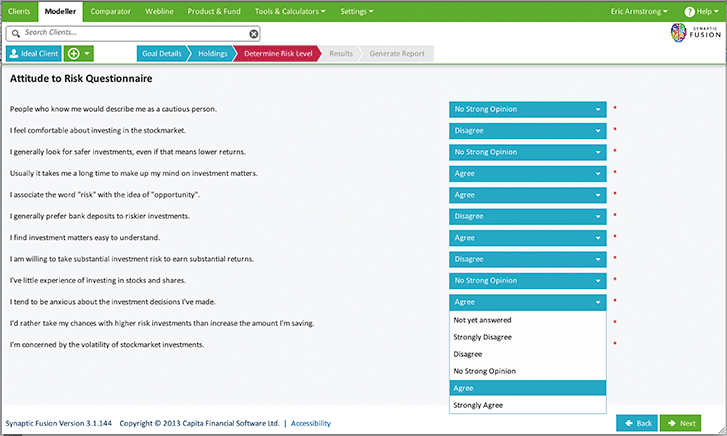 Clients Modeller Comparator Webline Product & Fund Tools & Calculators Settings Eric Armstrong Help
Search Clients...
SYNAPTIC
FUSION
Ideal Client Goal Details Holdings Determine Risk Level Results Generate Report
Attitude to Risk Questionnaire
People who know me would describe me as a cautious person. No Strong Opinion *
I feel comfortable about investing in the stockmarket. Disagree *
I generally look for safer investments, even if that means lower returns. No Strong Opinion *
Usually it takes me a long time to make up my mind on investment matters. Agree *
I associate the word "risk" with the idea of "opportunity". Agree *
I generally prefer bank deposits to riskier investments. Disagree *
I find investment matters easy to understand. Agree *
I am willing to take substantial investment risk to earn substantial returns. Disagree *
I've little experience of investing in stocks and shares. No Strong Opinion *
I tend to be anxious about the investment decisions I've made. Agree *
Not yet answered
I'd rather take my chances with higher risk investments than increase the amount I'm saving. *
Strongly Disagree
I'm concerned by the volatility of stockmarket investments. *
Disagree
No Strong Opinion
Agree
Strongly Agree
Synaptic Fusion Version 3.1.144 Copyright © 2013 Capita Financial Software Ltd. | Accessibility Back Next